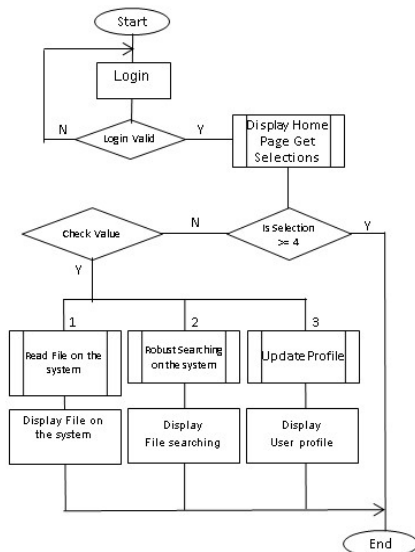 Start
Login
N
Login Valid
Y
Display Home
Page Get
Selections
Check Value
N
Is Selection
>= 4
Y
Y
1
2
3
Read File on the
system
Robust Searching
on the system
Update Profile
Display File on
the system
Display
File searching
Display
User profile
End